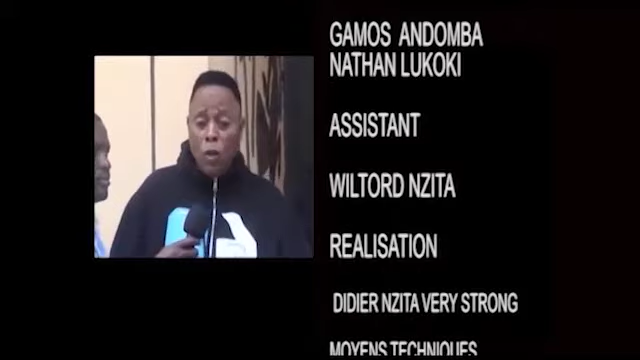 GAMOS ANDOMBA
NATHAN LUKOKI
ASSISTANT
WILTORD NZITA
REALISATION
DIDIER NZITA VERY STRONG
MOYENS TECHNIQUES